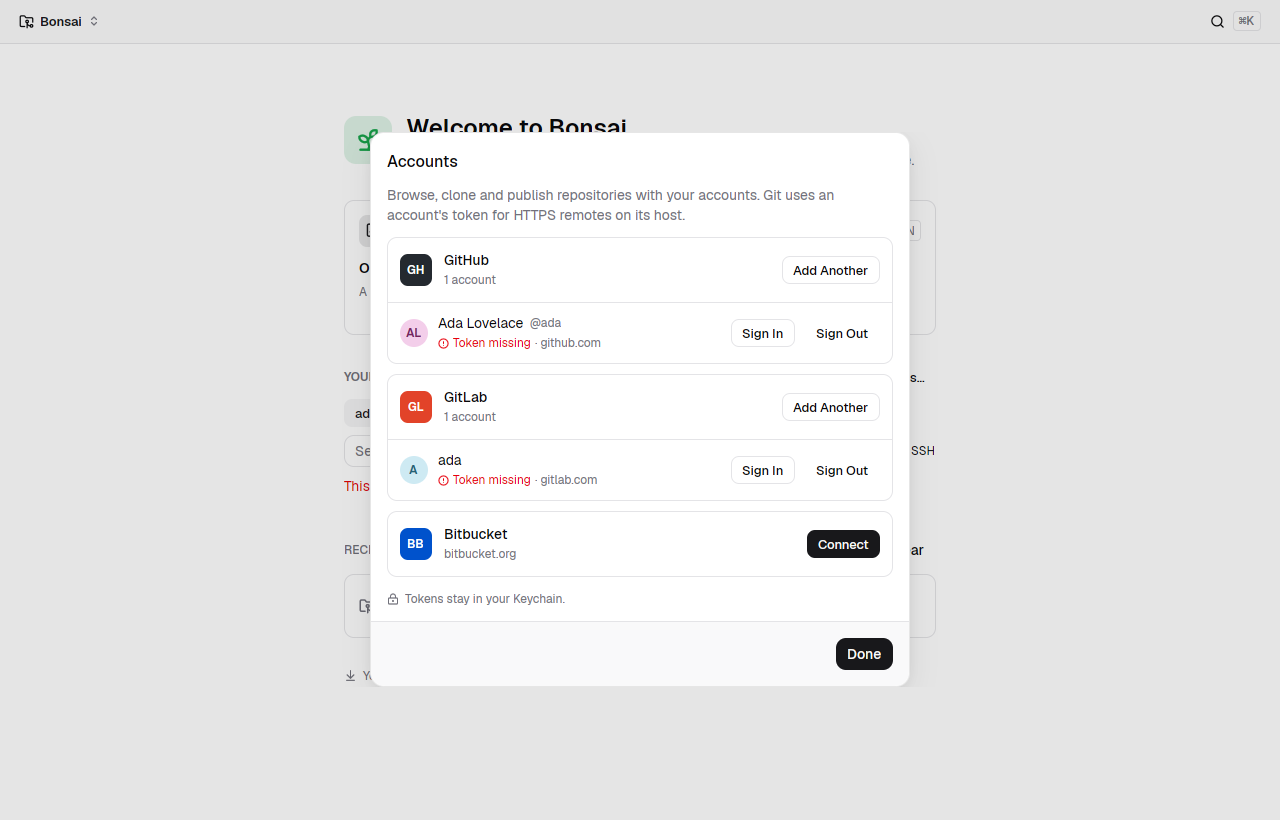 Bonsai
⌘K
Welcome to Bonsai
Accounts
Browse, clone and publish repositories with your accounts. Git uses an
account's token for HTTPS remotes on its host.
GH
GitHub
1 account
Add Another
AL
Ada Lovelace @ada
Token missing · github.com
Sign In
Sign Out
GL
GitLab
1 account
Add Another
A
ada
Token missing · gitlab.com
Sign In
Sign Out
BB
Bitbucket
bitbucket.org
Connect
Tokens stay in your Keychain.
Done
A
This
SSH